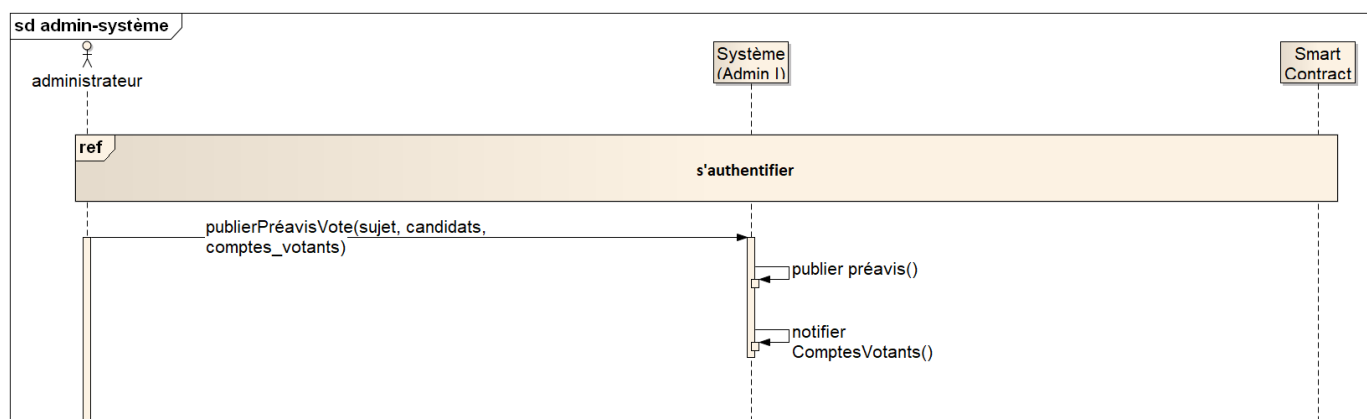 sd admin-système
administrateur
Système
(Admin I)
Smart
Contract
ref
s'authentifier
publierPréavisVote(sujet, candidats,
comptes_votants)
publier préavis()
notifier
ComptesVotants()